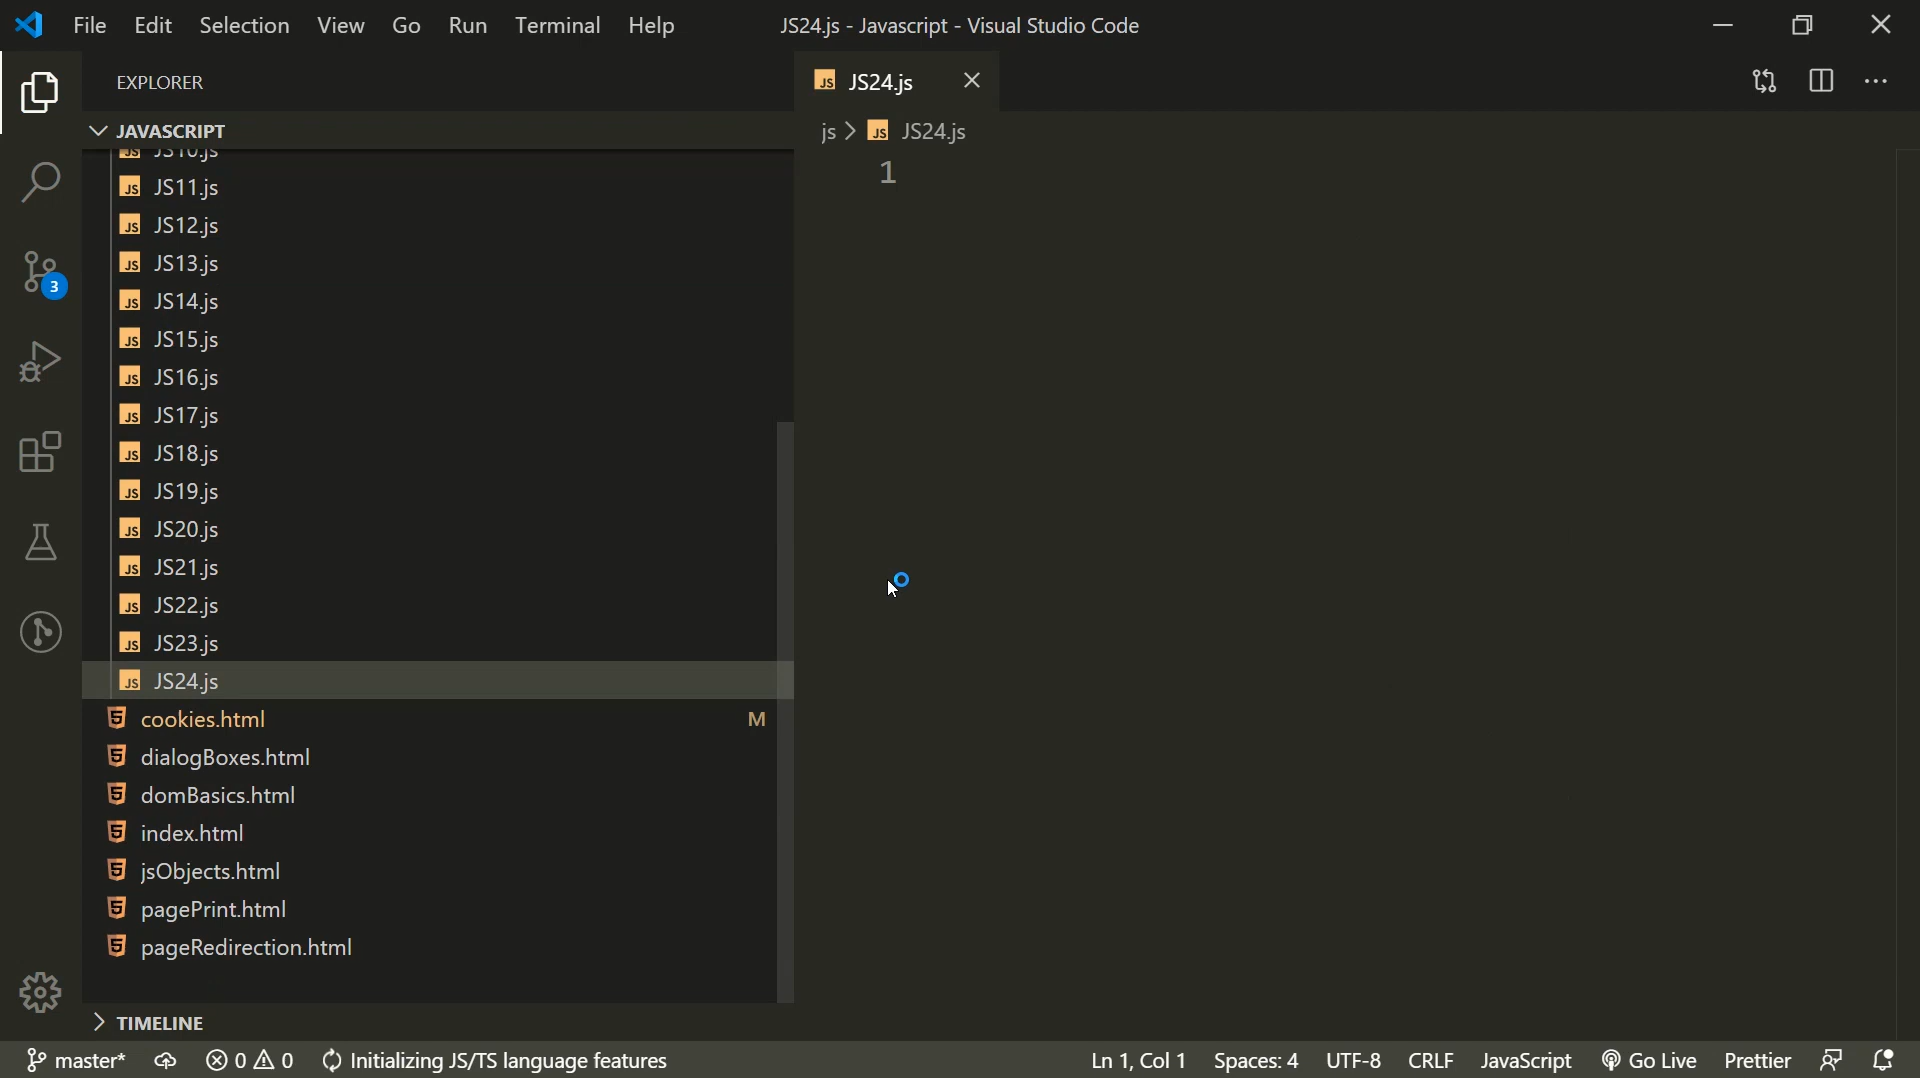 File Edit Selection View Go Run Terminal Help JS24.js - Javascript - Visual Studio Code
EXPLORER
JS24.js
JAVASCRIPT
js > JS24.js
JS10.js
1
JS11.js
JS12.js
JS13.js
3
JS14.js
JS15.js
JS16.js
JS17.js
JS18.js
JS19.js
JS20.js
JS21.js
JS22.js
JS23.js
JS24.js
cookies.html M
dialogBoxes.html
domBasics.html
index.html
jsObjects.html
pagePrint.html
pageRedirection.html
TIMELINE
master* 0 0 Initializing JS/TS language features Ln 1, Col 1 Spaces: 4 UTF-8 CRLF JavaScript Go Live Prettier